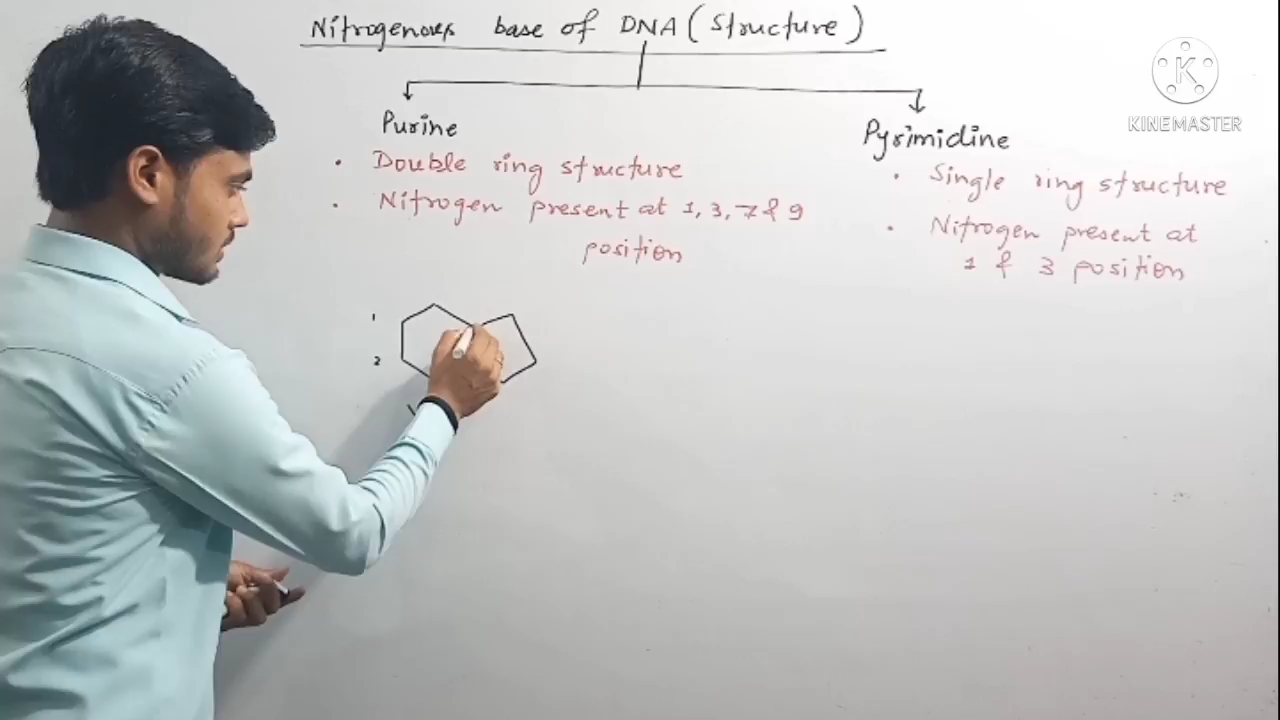 Nitrogenous base of DNA (Structure)
Purine
• Double ring structure
• Nitrogen present at 1, 3, 7 & 9
position
Pyrimidine
• Single ring structure
• Nitrogen present at
1 & 3 position
1
2
K
KINEMASTER